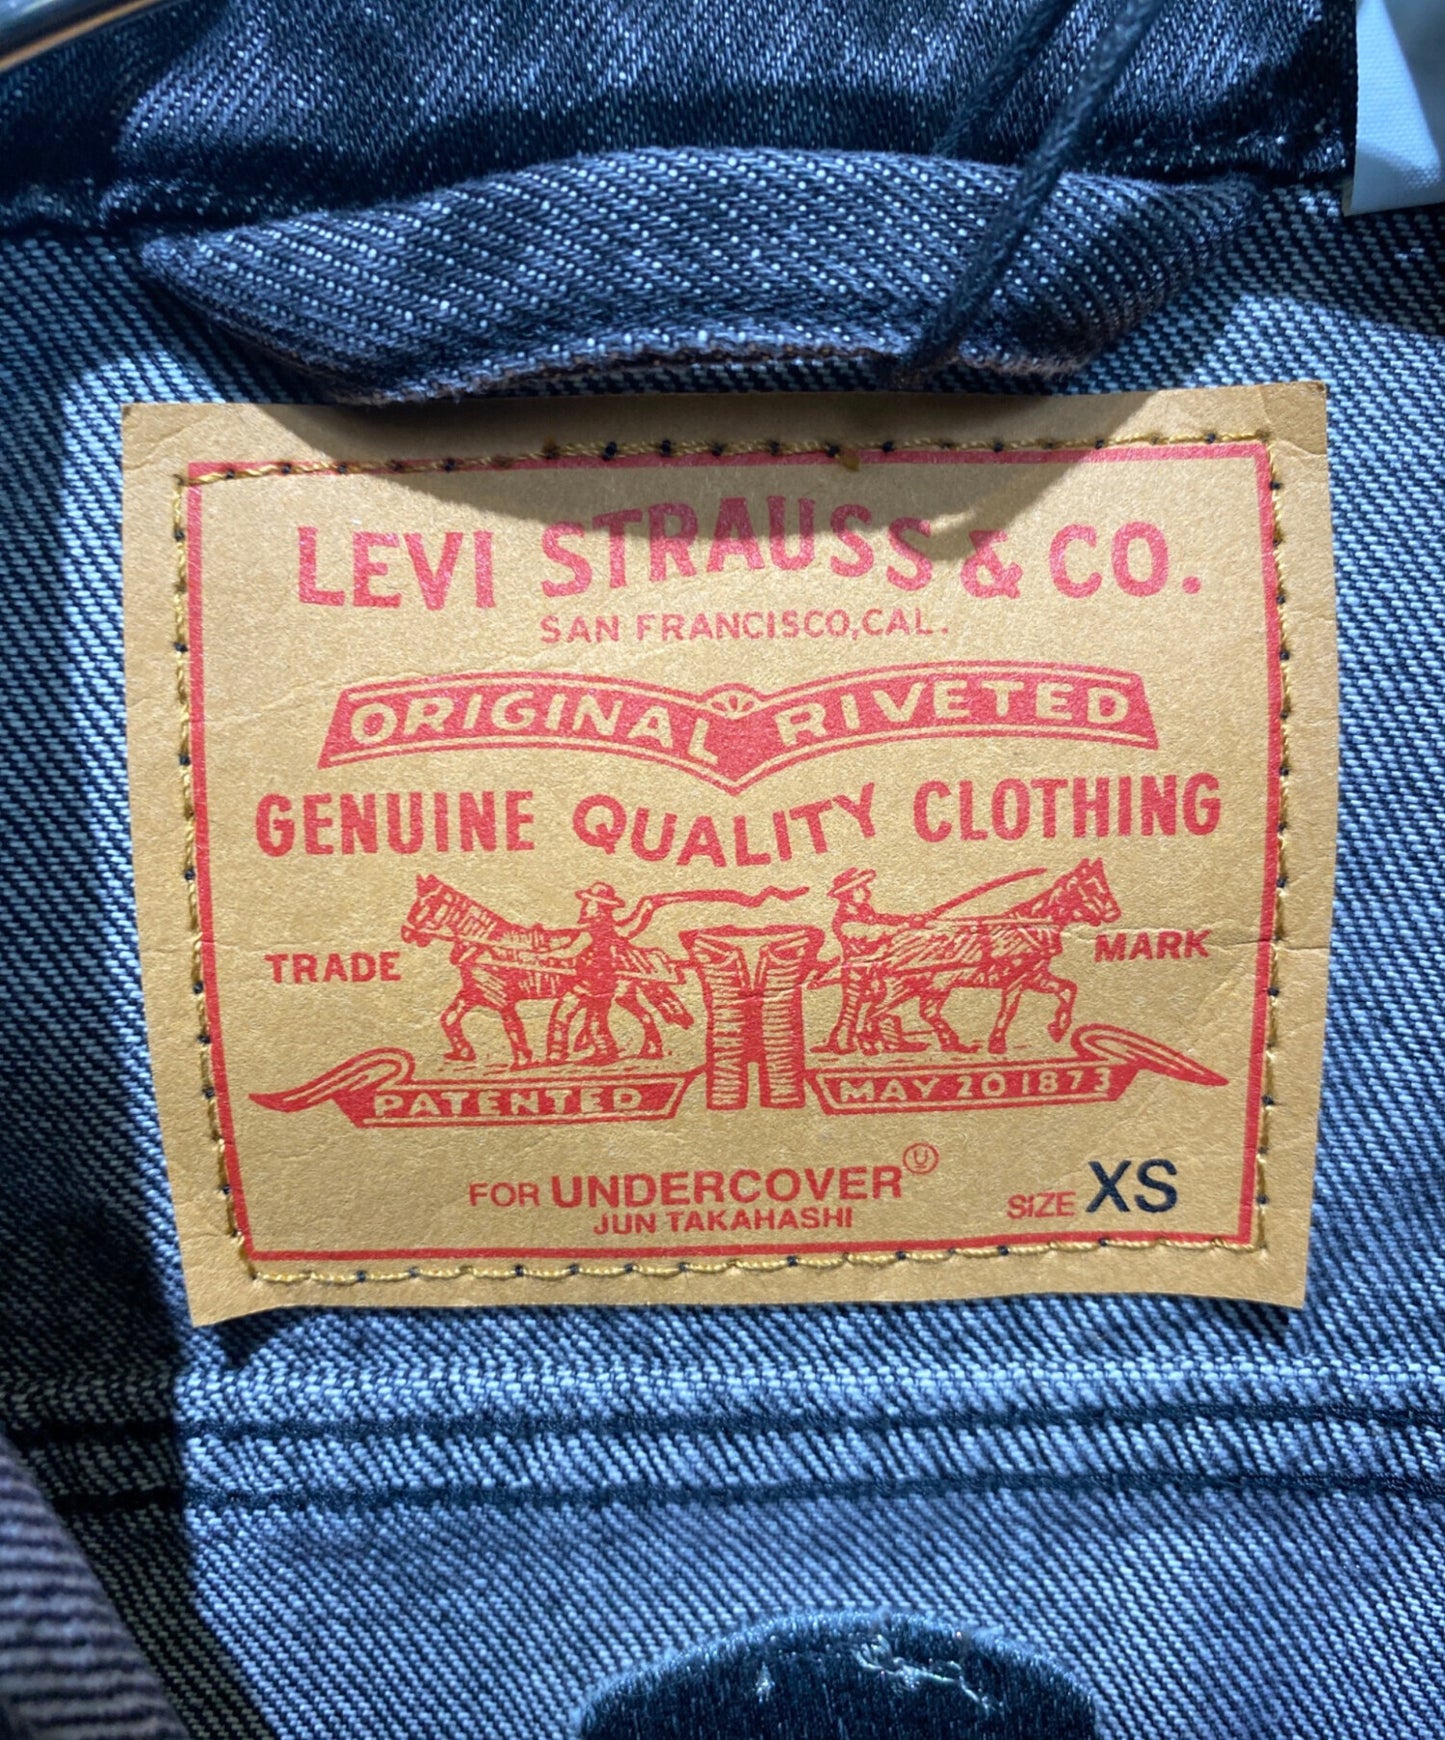 LEVI STRAUSS & CO.
SAN FRANCISCO, CAL.
ORIGINAL RIVETED
GENUINE QUALITY CLOTHING
TRADE MARK
PATENTED MAY 20 1873
FOR UNDERCOVER Ⓤ
JUN TAKAHASHI
SIZE XS